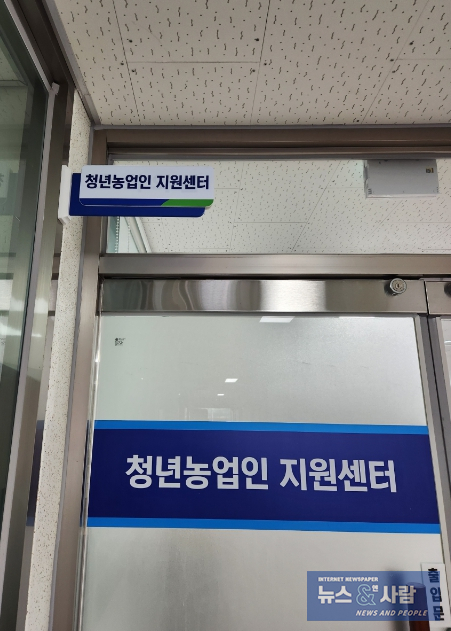 청년농업인 지원센터
청년농업인 지원센터
출입문
INTERNET NEWSPAPER
뉴스&앤 사람
NEWS AND PEOPLE